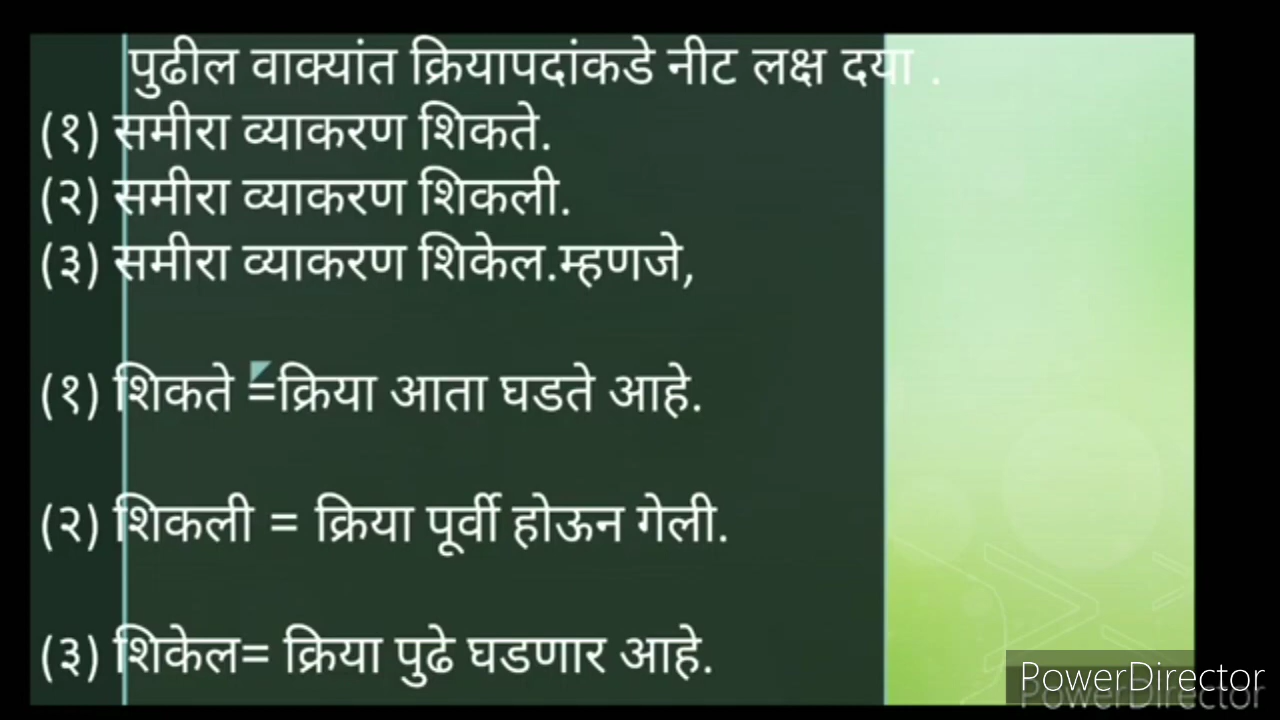 पुढील वाक्यांत क्रियापदांकडे नीट लक्ष दया .
(१) समीरा व्याकरण शिकते.
(२) समीरा व्याकरण शिकली.
(३) समीरा व्याकरण शिकेल.म्हणजे,
(१) शिकते =क्रिया आता घडते आहे.
(२) शिकली = क्रिया पूर्वी होऊन गेली.
(३) शिकेल= क्रिया पुढे घडणार आहे.
PowerDirector
PowerDirector